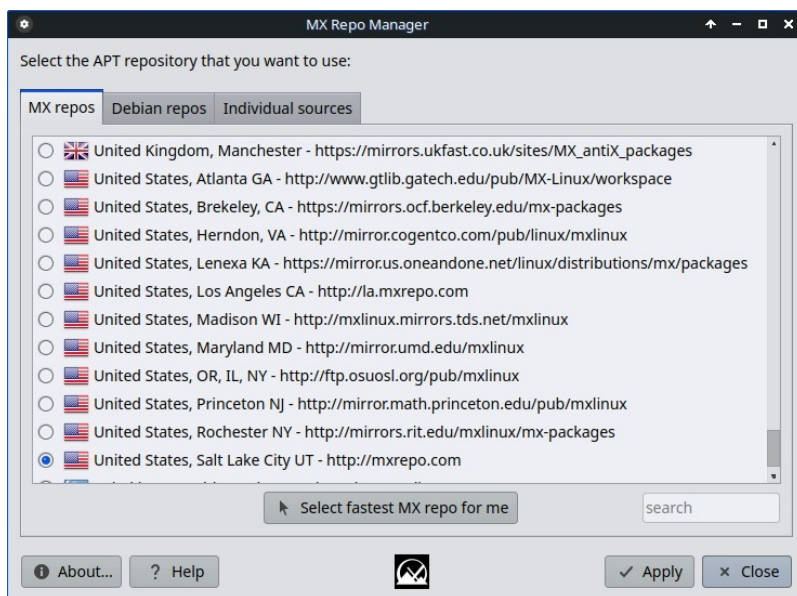 MX Repo Manager
Select the APT repository that you want to use:
MX repos Debian repos Individual sources
United Kingdom, Manchester - https://mirrors.ukfast.co.uk/sites/MX_antiX_packages
United States, Atlanta GA - http://www.gtlib.gatech.edu/pub/MX-Linux/workspace
United States, Brekeley, CA - https://mirrors.ocf.berkeley.edu/mx-packages
United States, Herndon, VA - http://mirror.cogentco.com/pub/linux/mxlinux
United States, Lenexa KA - https://mirror.us.oneandone.net/linux/distributions/mx/packages
United States, Los Angeles CA - http://la.mxrepo.com
United States, Madison WI - http://mxlinux.mirrors.tds.net/mxlinux
United States, Maryland MD - http://mirror.umd.edu/mxlinux
United States, OR, IL, NY - http://ftp.osuosl.org/pub/mxlinux
United States, Princeton NJ - http://mirror.math.princeton.edu/pub/mxlinux
United States, Rochester NY - http://mirrors.rit.edu/mxlinux/mx-packages
United States, Salt Lake City UT - http://mxrepo.com
Select fastest MX repo for me search
About... ? Help Apply Close